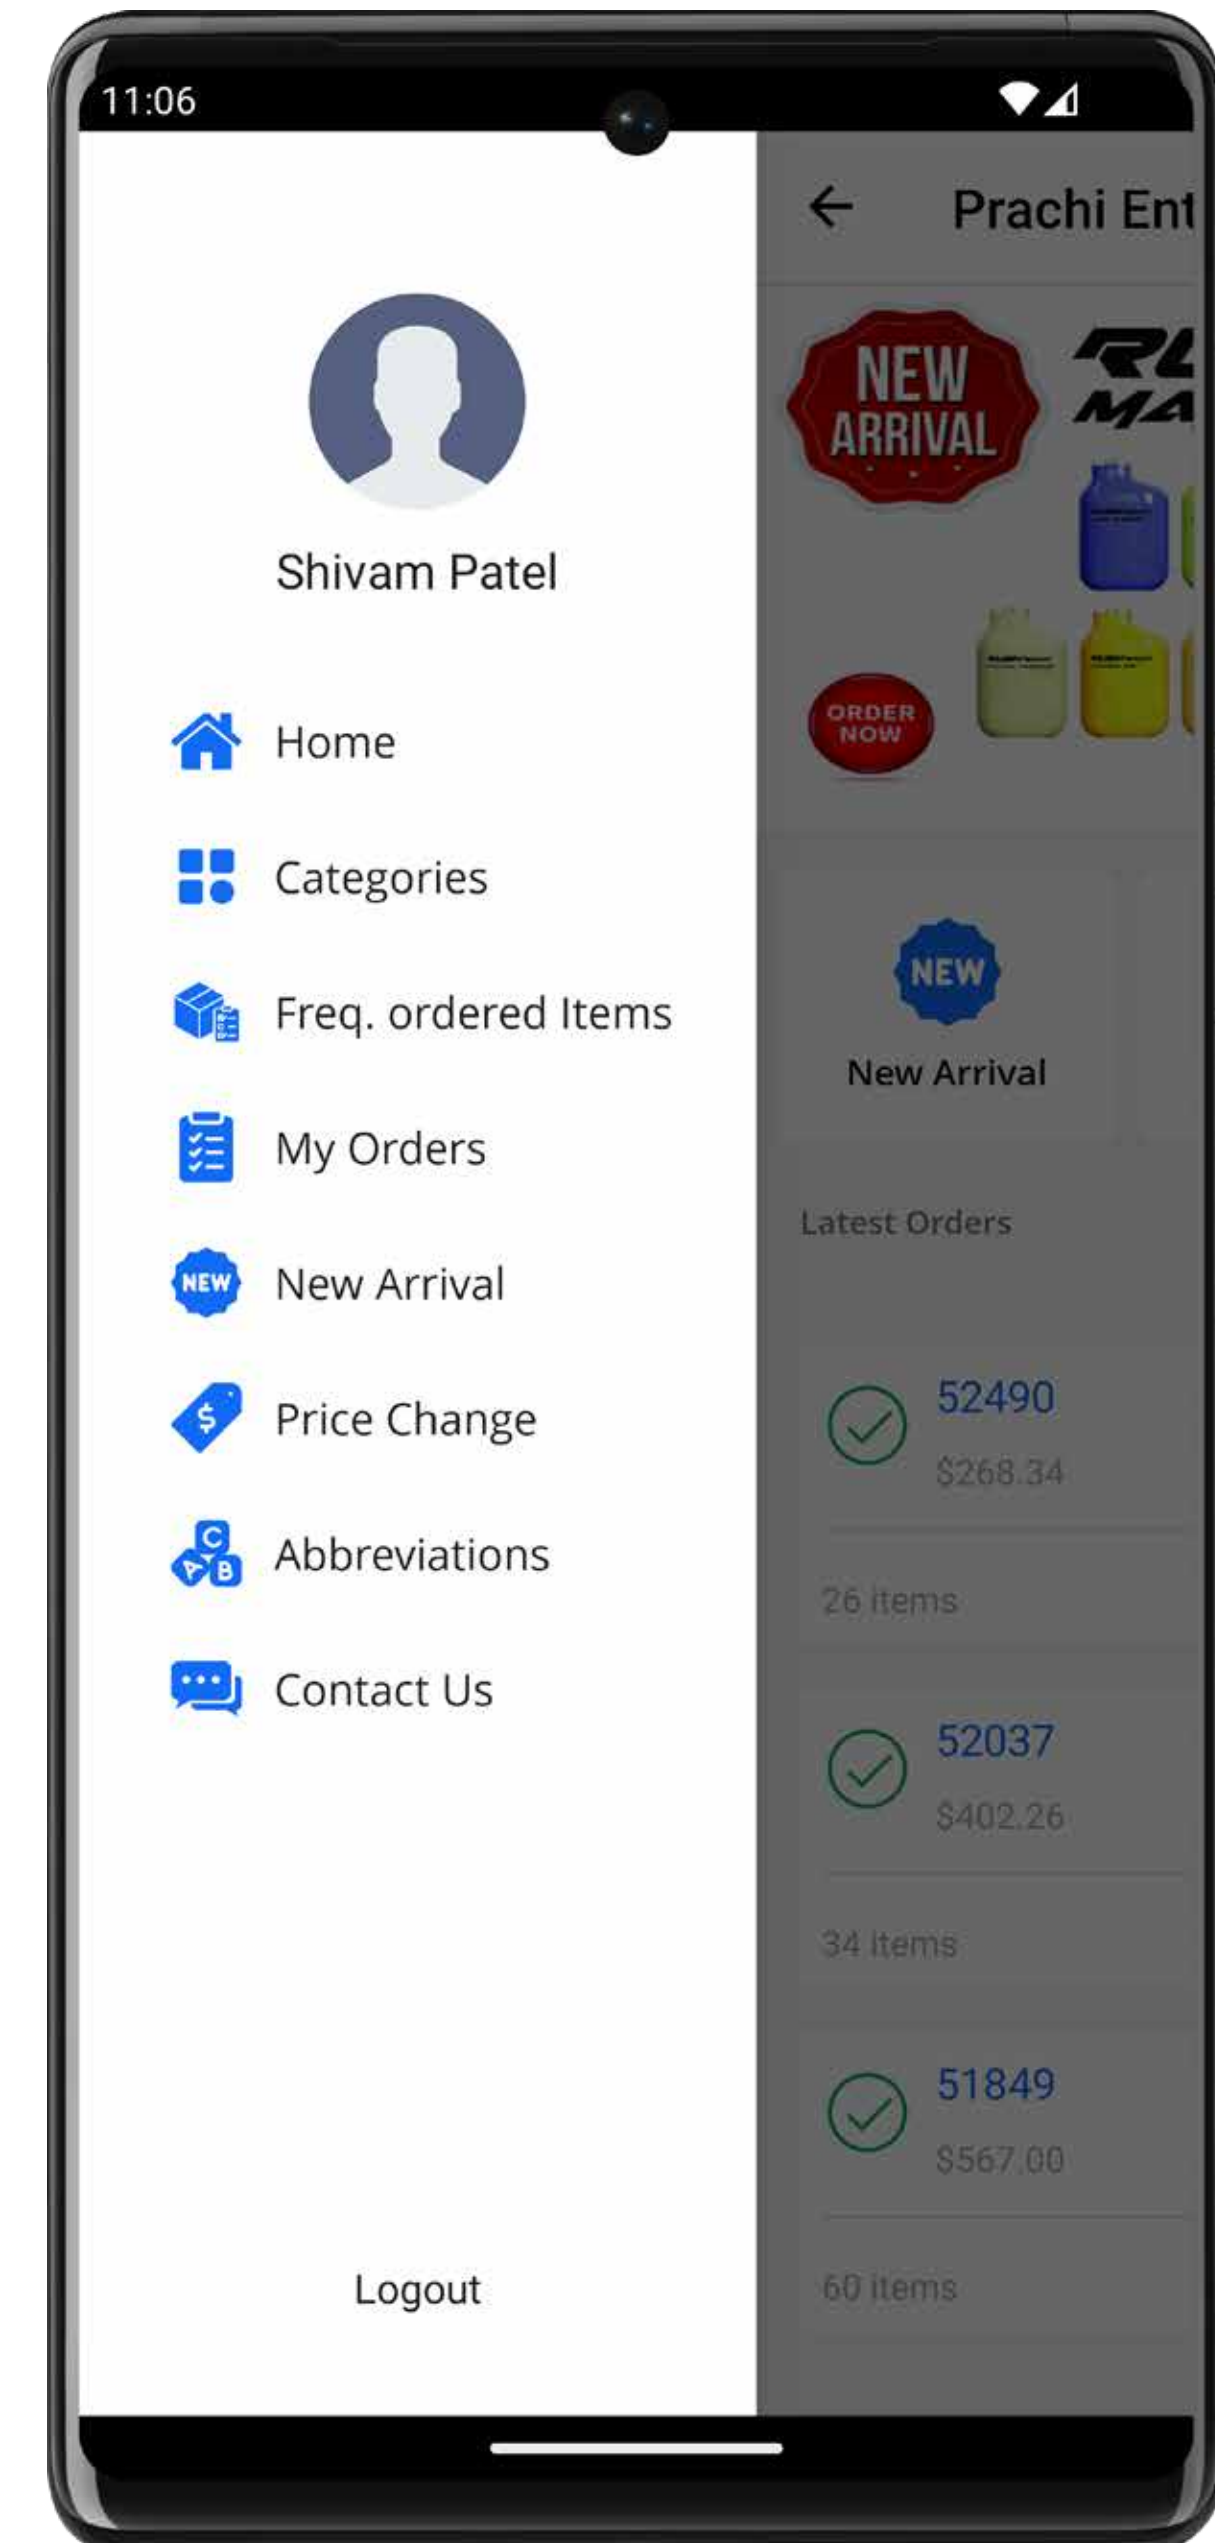 11:06
Shivam Patel
Home
Categories
Freq. ordered Items
My Orders
NEW
New Arrival
$
Price Change
C
A B
Abbreviations
Contact Us
Logout
Prachi Ent
NEW
ARRIVAL
RU
MA
ORDER
NOW
NEW
New Arrival
Latest Orders
52490
$268.34
26 items
52037
$402.26
34 items
51849
$567.00
60 items